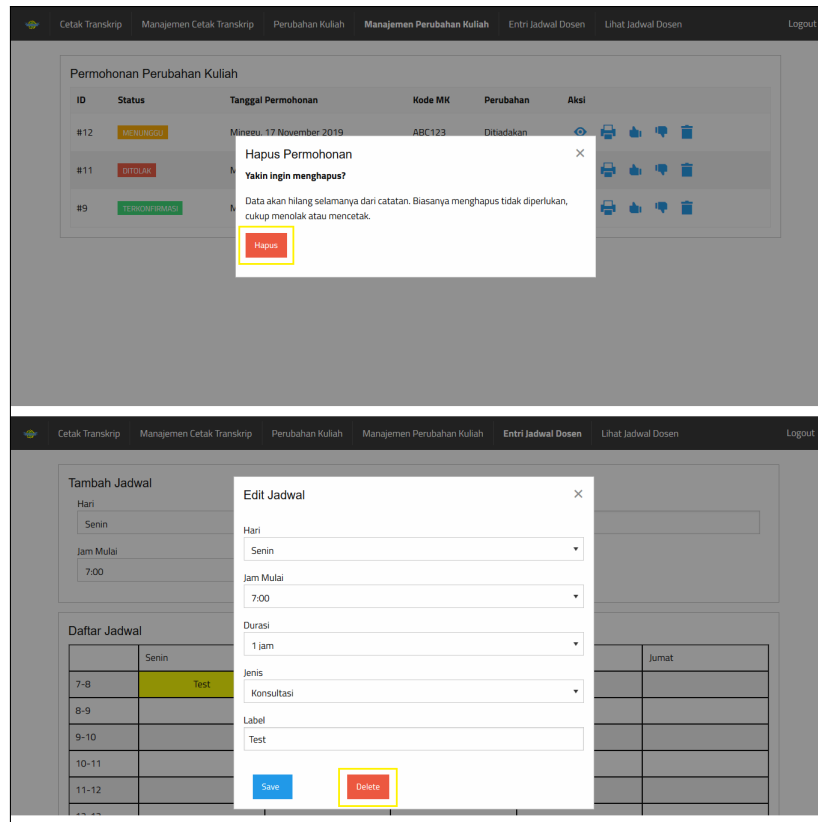 Cetak Transkrip Manajemen Cetak Transkrip Perubahan Kuliah Manajemen Perubahan Kuliah Entri Jadwal Dosen Lihat Jadwal Dosen Logout
Permohonan Perubahan Kuliah
ID Status Tanggal Permohonan Kode MK Perubahan Aksi
#12 MENUNGGU Minggu, 17 November 2019 ABC123 Ditiadakan
#11 DITOLAK M
#9 TERKONFIRMASI M
Hapus Permohonan ×
Yakin ingin menghapus?
Data akan hilang selamanya dari catatan. Biasanya menghapus tidak diperlukan,
cukup menolak atau mencetak.
Hapus
Cetak Transkrip Manajemen Cetak Transkrip Perubahan Kuliah Manajemen Perubahan Kuliah Entri Jadwal Dosen Lihat Jadwal Dosen Logout
Tambah Jadwal
Hari
Senin
Jam Mulai
7:00
Edit Jadwal ×
Hari
Senin
Jam Mulai
7:00
Durasi
1 jam
Jenis
Konsultasi
Label
Test
Save Delete
Daftar Jadwal
Senin Jumat
7-8 Test
8-9
9-10
10-11
11-12